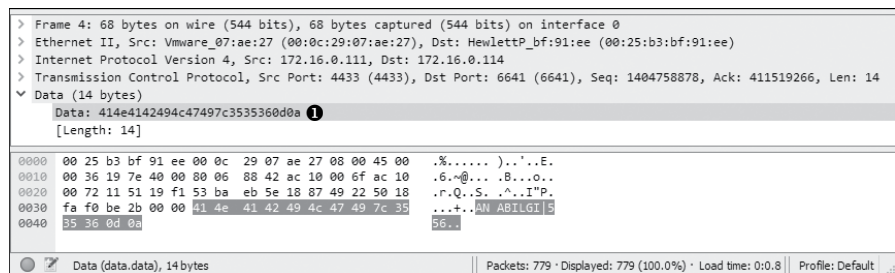 > Frame 4: 68 bytes on wire (544 bits), 68 bytes captured (544 bits) on interface 0
> Ethernet II, Src: Vmware_07:ae:27 (00:0c:29:07:ae:27), Dst: HewlettP_bf:91:ee (00:25:b3:bf:91:ee)
> Internet Protocol Version 4, Src: 172.16.0.111, Dst: 172.16.0.114
> Transmission Control Protocol, Src Port: 4433 (4433), Dst Port: 6641 (6641), Seq: 1404758878, Ack: 411519266, Len: 14
Data (14 bytes)
Data: 414e4142494c47497c3535360d0a 1
[Length: 14]
0000 00 25 b3 bf 91 ee 00 0c 29 07 ae 27 08 00 45 00 .%...... )..'..E.
0010 00 36 19 7e 40 00 80 06 88 42 ac 10 00 6f ac 10 .6.~@... .B...o..
0020 00 72 11 51 19 f1 53 ba eb 5e 18 87 49 22 50 18 .r.Q..S. .^..I"P.
0030 fa f0 be 2b 00 00 41 4e 41 42 49 4c 47 49 7c 35 ...+..AN ABILGI|5
0040 35 36 0d 0a 56..
Data (data.data), 14 bytes Packets: 779 · Displayed: 779 (100.0%) · Load time: 0:0.8 Profile: Default